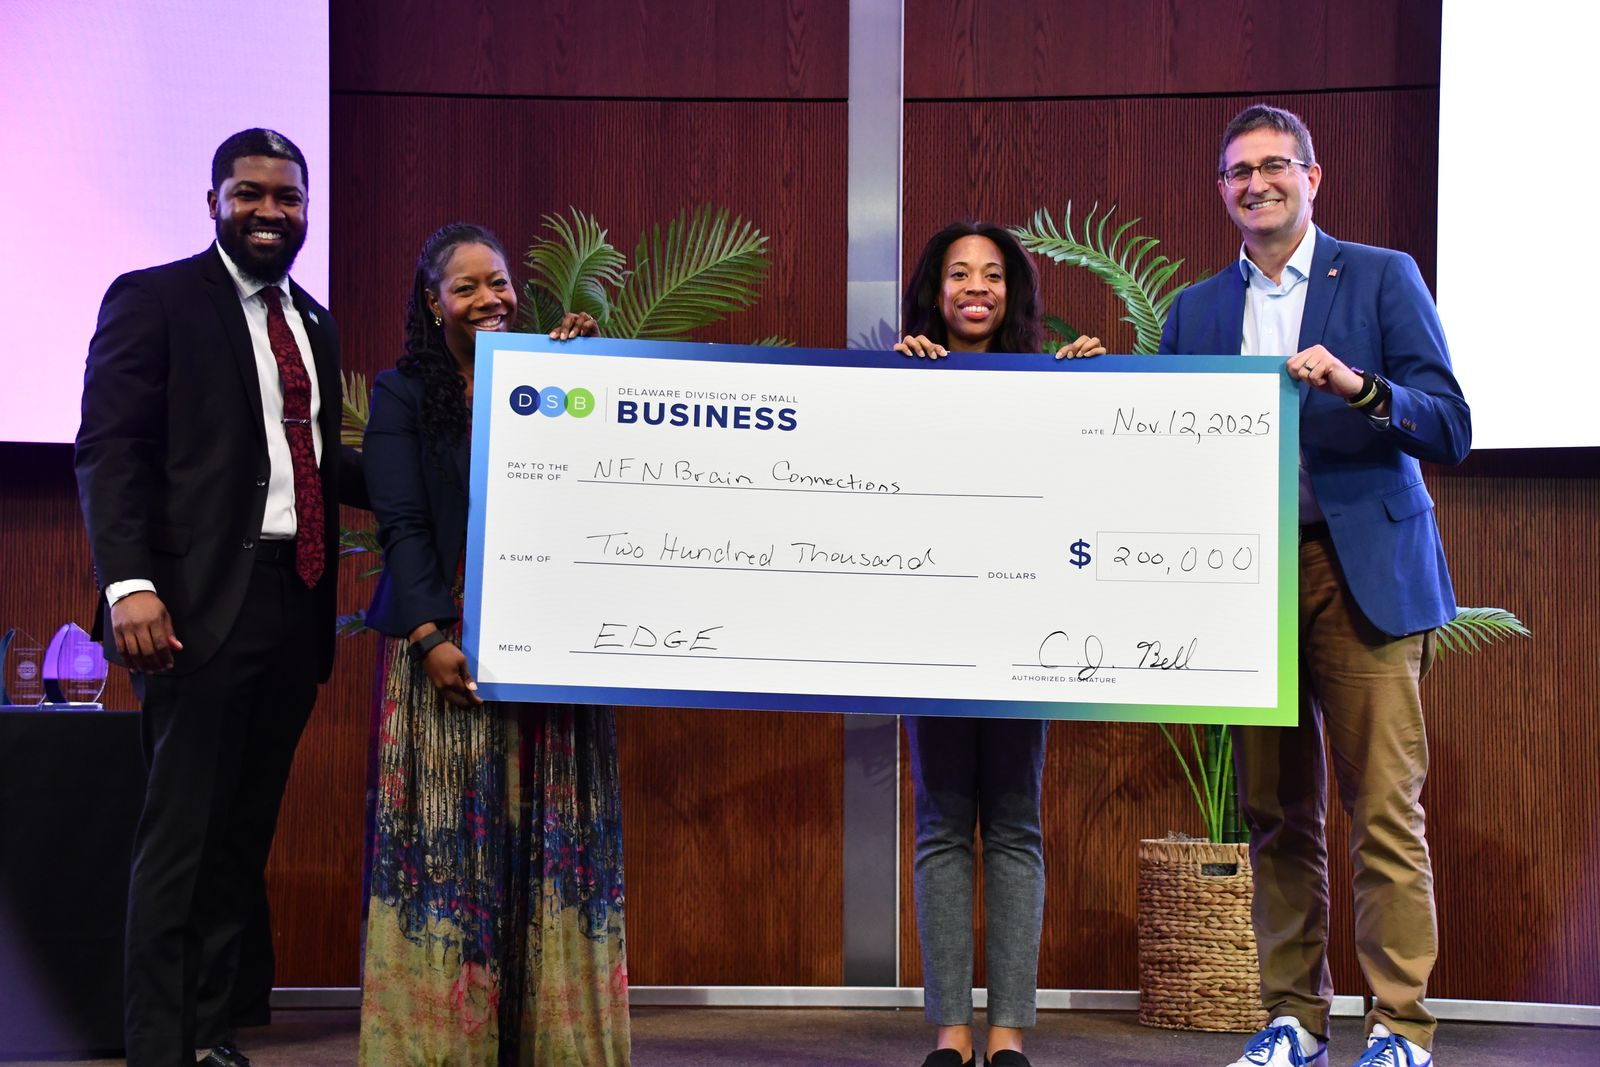 DSB
DELAWARE DIVISION OF SMALL
BUSINESS
DATE Nov. 12, 2025
PAY TO THE
ORDER OF NFN Brain Connections
A SUM OF Two Hundred Thousand DOLLARS $ 200,000
MEMO EDGE
C.J. Bell
AUTHORIZED SIGNATURE